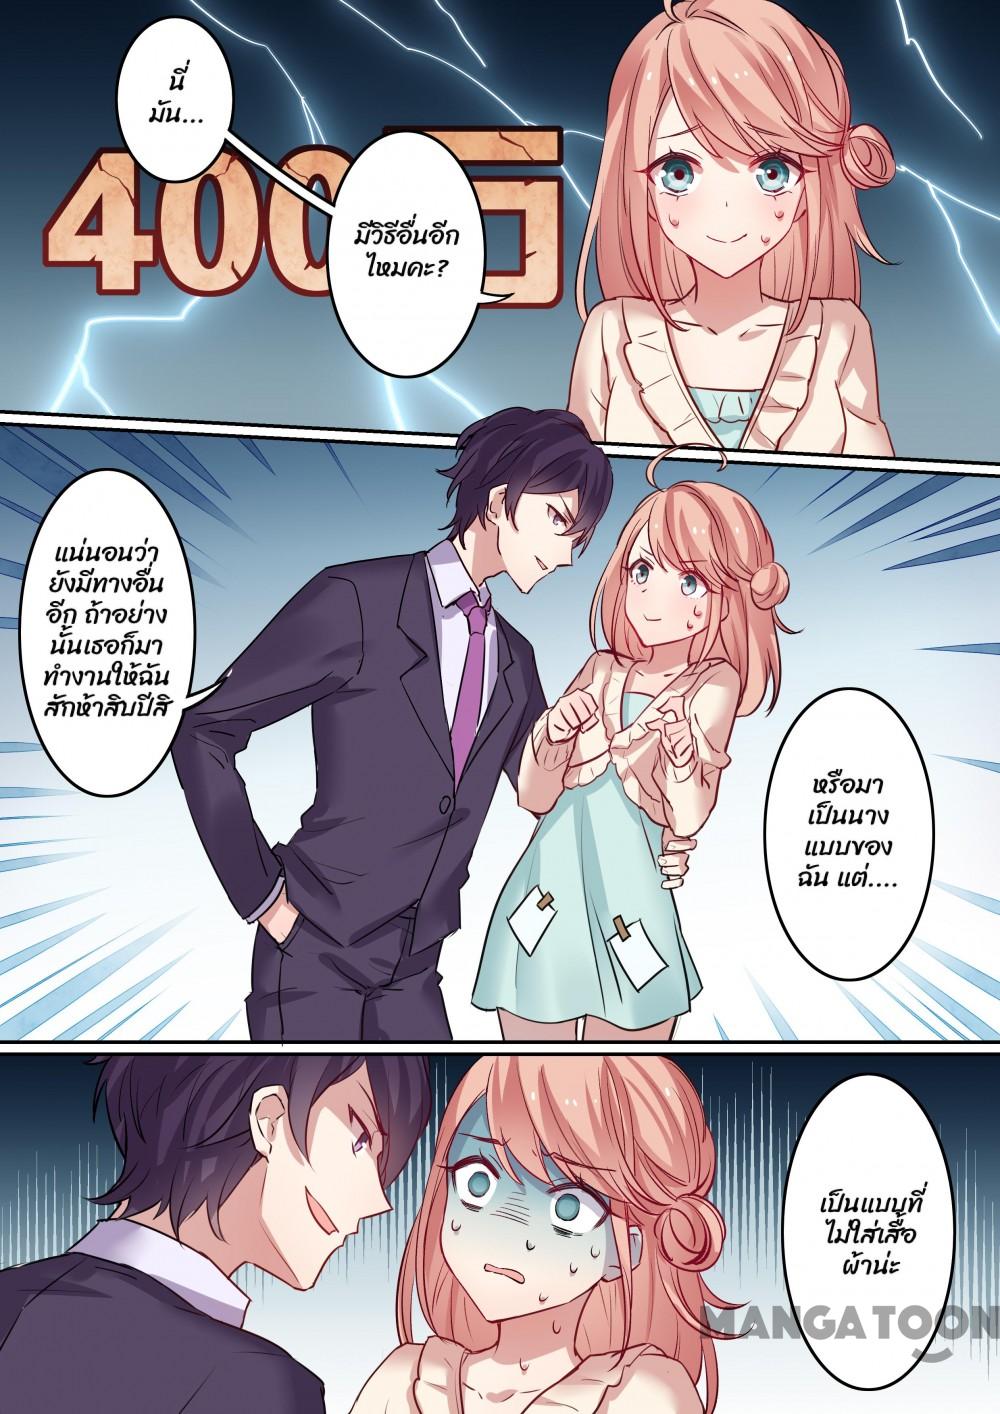 นี่
มัน...
400万
มีวิธีอื่นอีก
ไหมคะ?
แน่นอนว่า
ยังมีทางอื่น
อีก ถ้าอย่าง
นั้นเธอก็มา
ทำงานให้ฉัน
สักห้าสิบปีสิ
หรือมา
เป็นนาง
แบบของ
ฉัน แต่....
เป็นแบบที่
ไม่ใส่เสื้อ
ผ้าน่ะ
MANGATOON